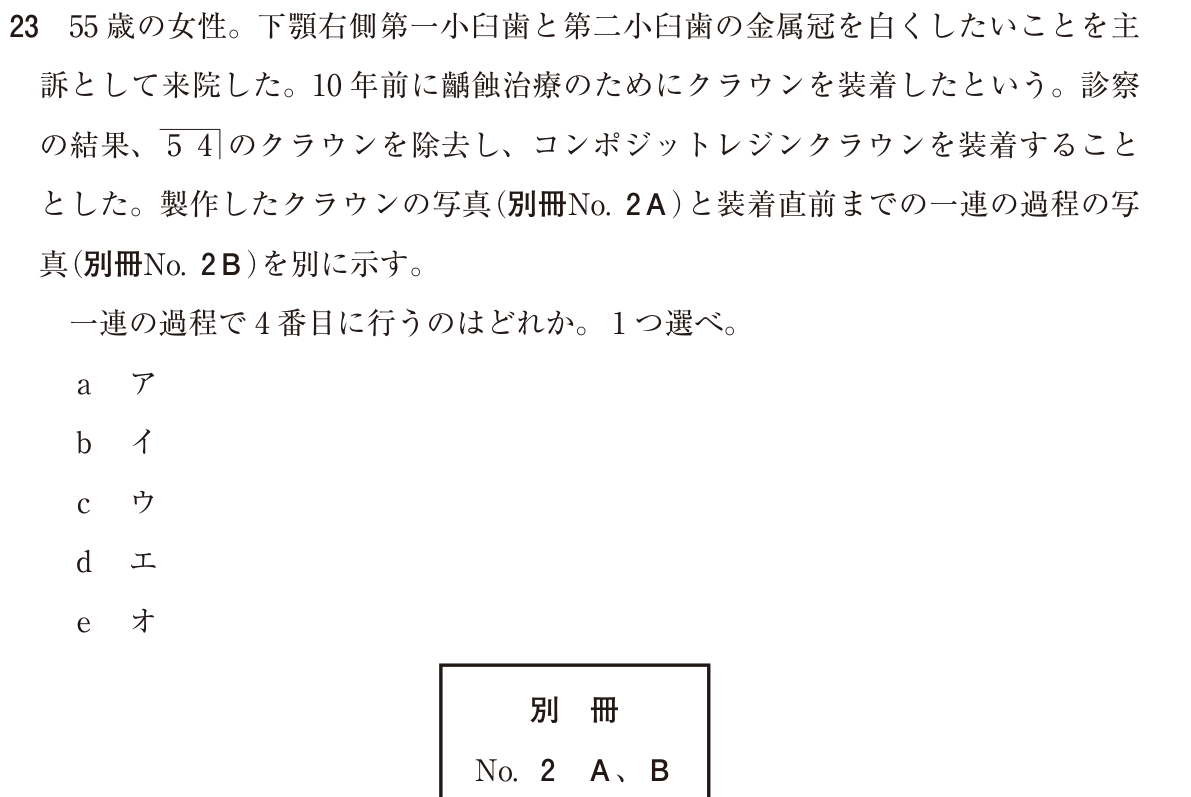 23 55歳の女性。下顎右側第一小臼歯と第二小臼歯の金属冠を白くしたいことを主
訴として来院した。10年前に齲蝕治療のためにクラウンを装着したという。診察
の結果、5 4のクラウンを除去し、コンポジットレジンクラウンを装着すること
とした。製作したクラウンの写真(別冊No. 2A)と装着直前までの一連の過程の写
真(別冊No. 2B)を別に示す。
一連の過程で4番目に行うのはどれか。1つ選べ。
a ア
b イ
c ウ
d エ
e オ
別 冊
No. 2 A、B